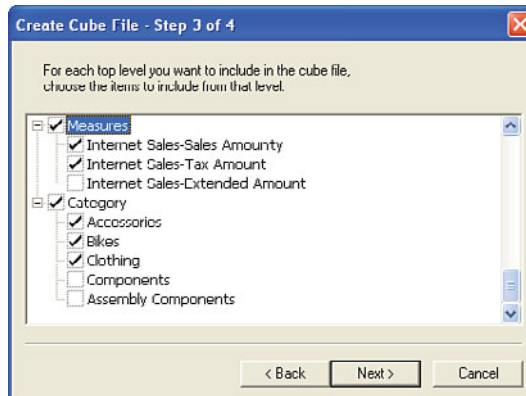 Create Cube File - Step 3 of 4
For each top level you want to include in the cube file,
choose the items to include from that level.
Measures
Internet Sales-Sales Amounty
Internet Sales-Tax Amount
Internet Sales-Extended Amount
Category
Accessories
Bikes
Clothing
Components
Assembly Components
< Back
Next >
Cancel